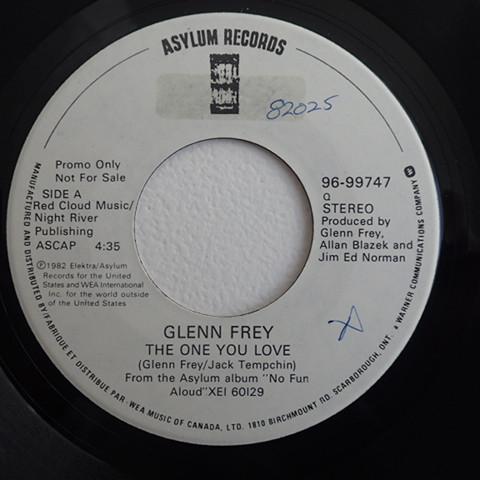 ASYLUM RECORDS
82025
Promo Only
Not For Sale
SIDE A
Red Cloud Music/
Night River
Publishing
ASCAP 4:35
℗1982 Elektra/Asylum
Records for the United
States and WEA International
Inc. for the world outside
of the United States
96-99747
Q
STEREO
Produced by
Glenn Frey,
Allan Blazek and
Jim Ed Norman
GLENN FREY
THE ONE YOU LOVE
(Glenn Frey/Jack Tempchin)
From the Asylum album "No Fun
Aloud"XEI 60129
MANUFACTURED AND DISTRIBUTED BY/FABRIQUE ET DISTRIBUE PAR: WEA MUSIC OF CANADA, LTD. 1810 BIRCHMOUNT RD. SCARBOROUGH, ONT. A WARNER COMMUNICATIONS COMPANY